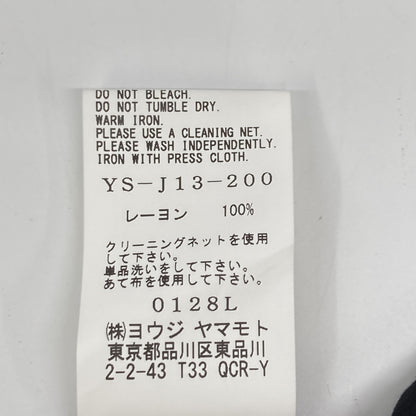 DO NOT BLEACH.
DO NOT TUMBLE DRY.
WARM IRON.
PLEASE USE A CLEANING NET.
PLEASE WASH INDEPENDENTLY.
IRON WITH PRESS CLOTH.
YS-J13-200
レーヨン 100%
クリーニングネットを使用
して下さい。
単品洗いをして下さい。
あて布を使用して下さい。
0128L
㈱ヨウジ ヤマモト
東京都品川区東品川
2-2-43 T33 QCR-Y